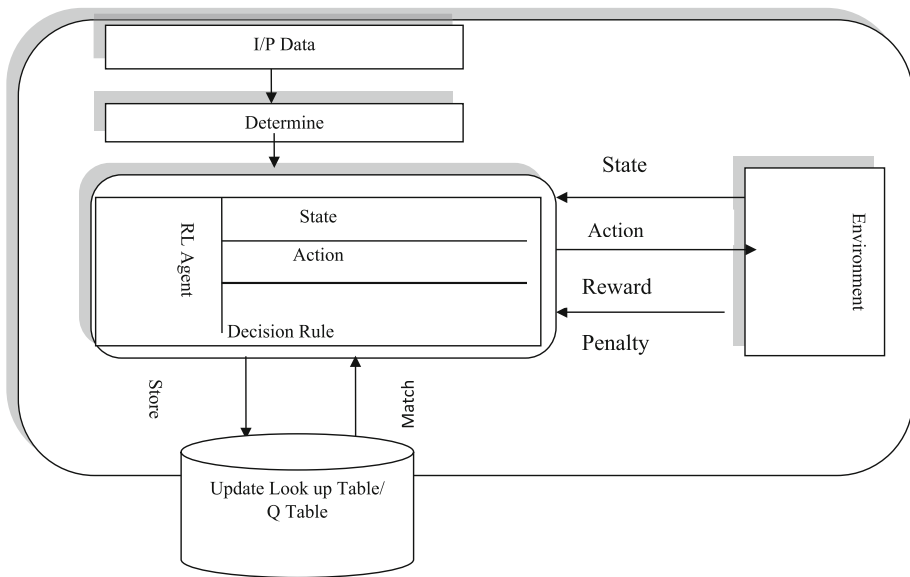 I/P Data
Determine
State
RL Agent
State
Action
Action
Environment
Reward
Decision Rule
Penalty
Store
Match
Update Look up Table/
Q Table